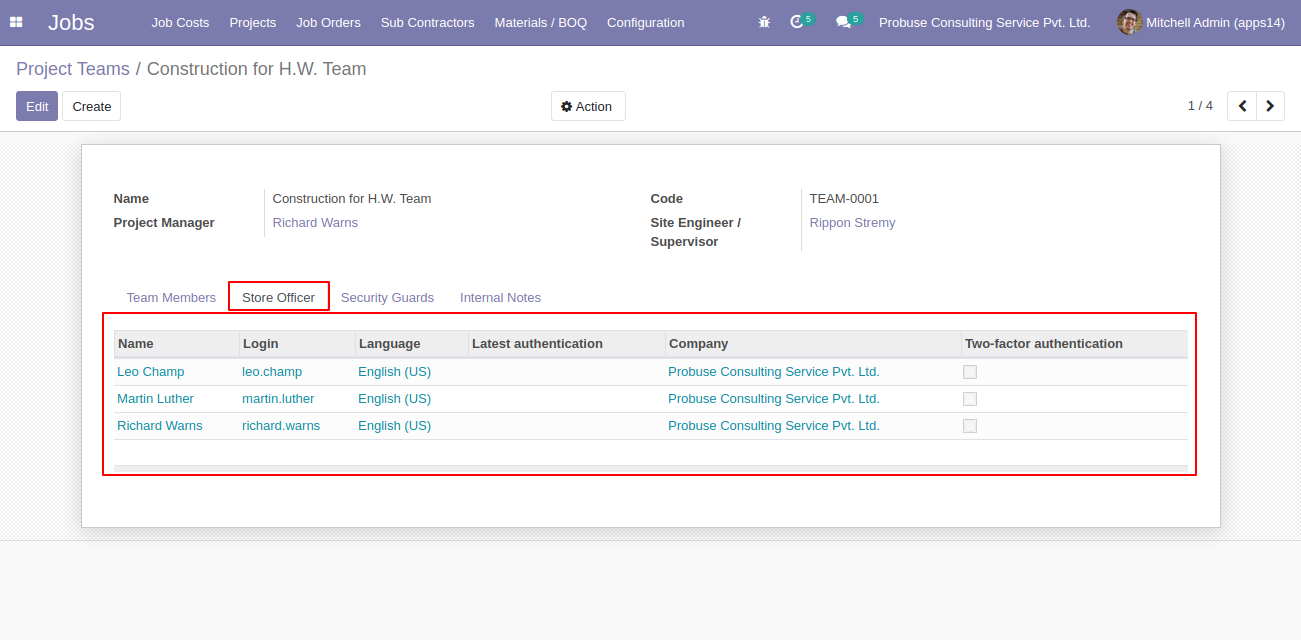 Jobs Job Costs Projects Job Orders Sub Contractors Materials / BOQ Configuration 5 5 Probuse Consulting Service Pvt. Ltd. Mitchell Admin (apps14)
Project Teams / Construction for H.W. Team
Edit Create Action 1 / 4
Name Construction for H.W. Team Code TEAM-0001
Project Manager Richard Warns Site Engineer / Rippon Stremy
Supervisor
Team Members Store Officer Security Guards Internal Notes
Name Login Language Latest authentication Company Two-factor authentication
Leo Champ leo.champ English (US) Probuse Consulting Service Pvt. Ltd.
Martin Luther martin.luther English (US) Probuse Consulting Service Pvt. Ltd.
Richard Warns richard.warns English (US) Probuse Consulting Service Pvt. Ltd.